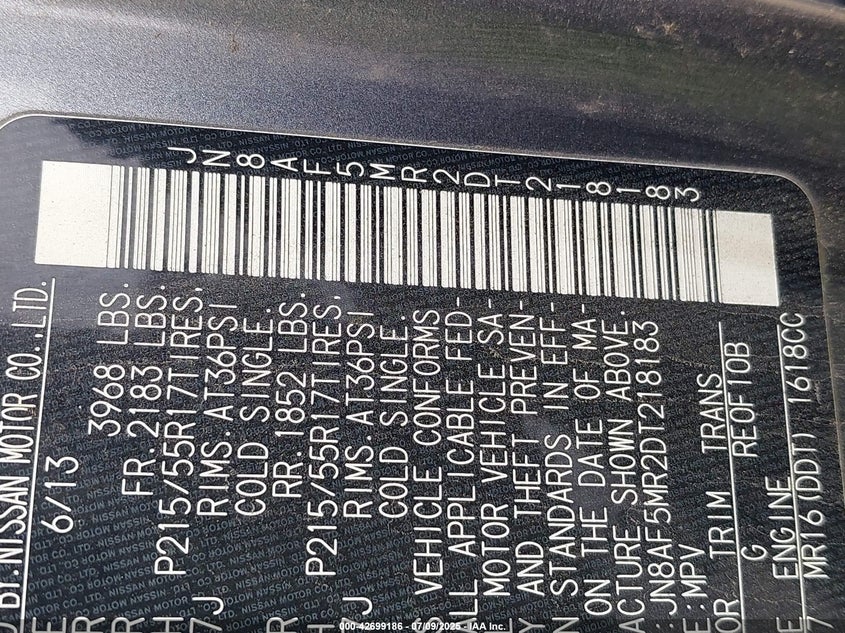 JN8AF5MR2DT218183
D BY:NISSAN MOTOR CO.,LTD.
6/13
3968 LBS.
FR.2183 LBS.
P215/55R17TIRES.
RIMS.AT36PSI
COLD SINGLE.
RR.1852 LBS.
P215/55R17TIRES.
RIMS.AT36PSI
COLD SINGLE.
VEHICLE CONFORMS
LL APPLICABLE FED-
MOTOR VEHICLE SA-
Y AND THEFT PREVEN-
N STANDARDS IN EFF-
ON THE DATE OF MA-
ACTURE SHOWN ABOVE.
:JN8AF5MR2DT218183
E:MPV
OR TRIM TRANS
G RE0F10B
ENGINE
7 MR16(DDT) 1618CC
000-42699186 - 07/09/2025 - IAA Inc.